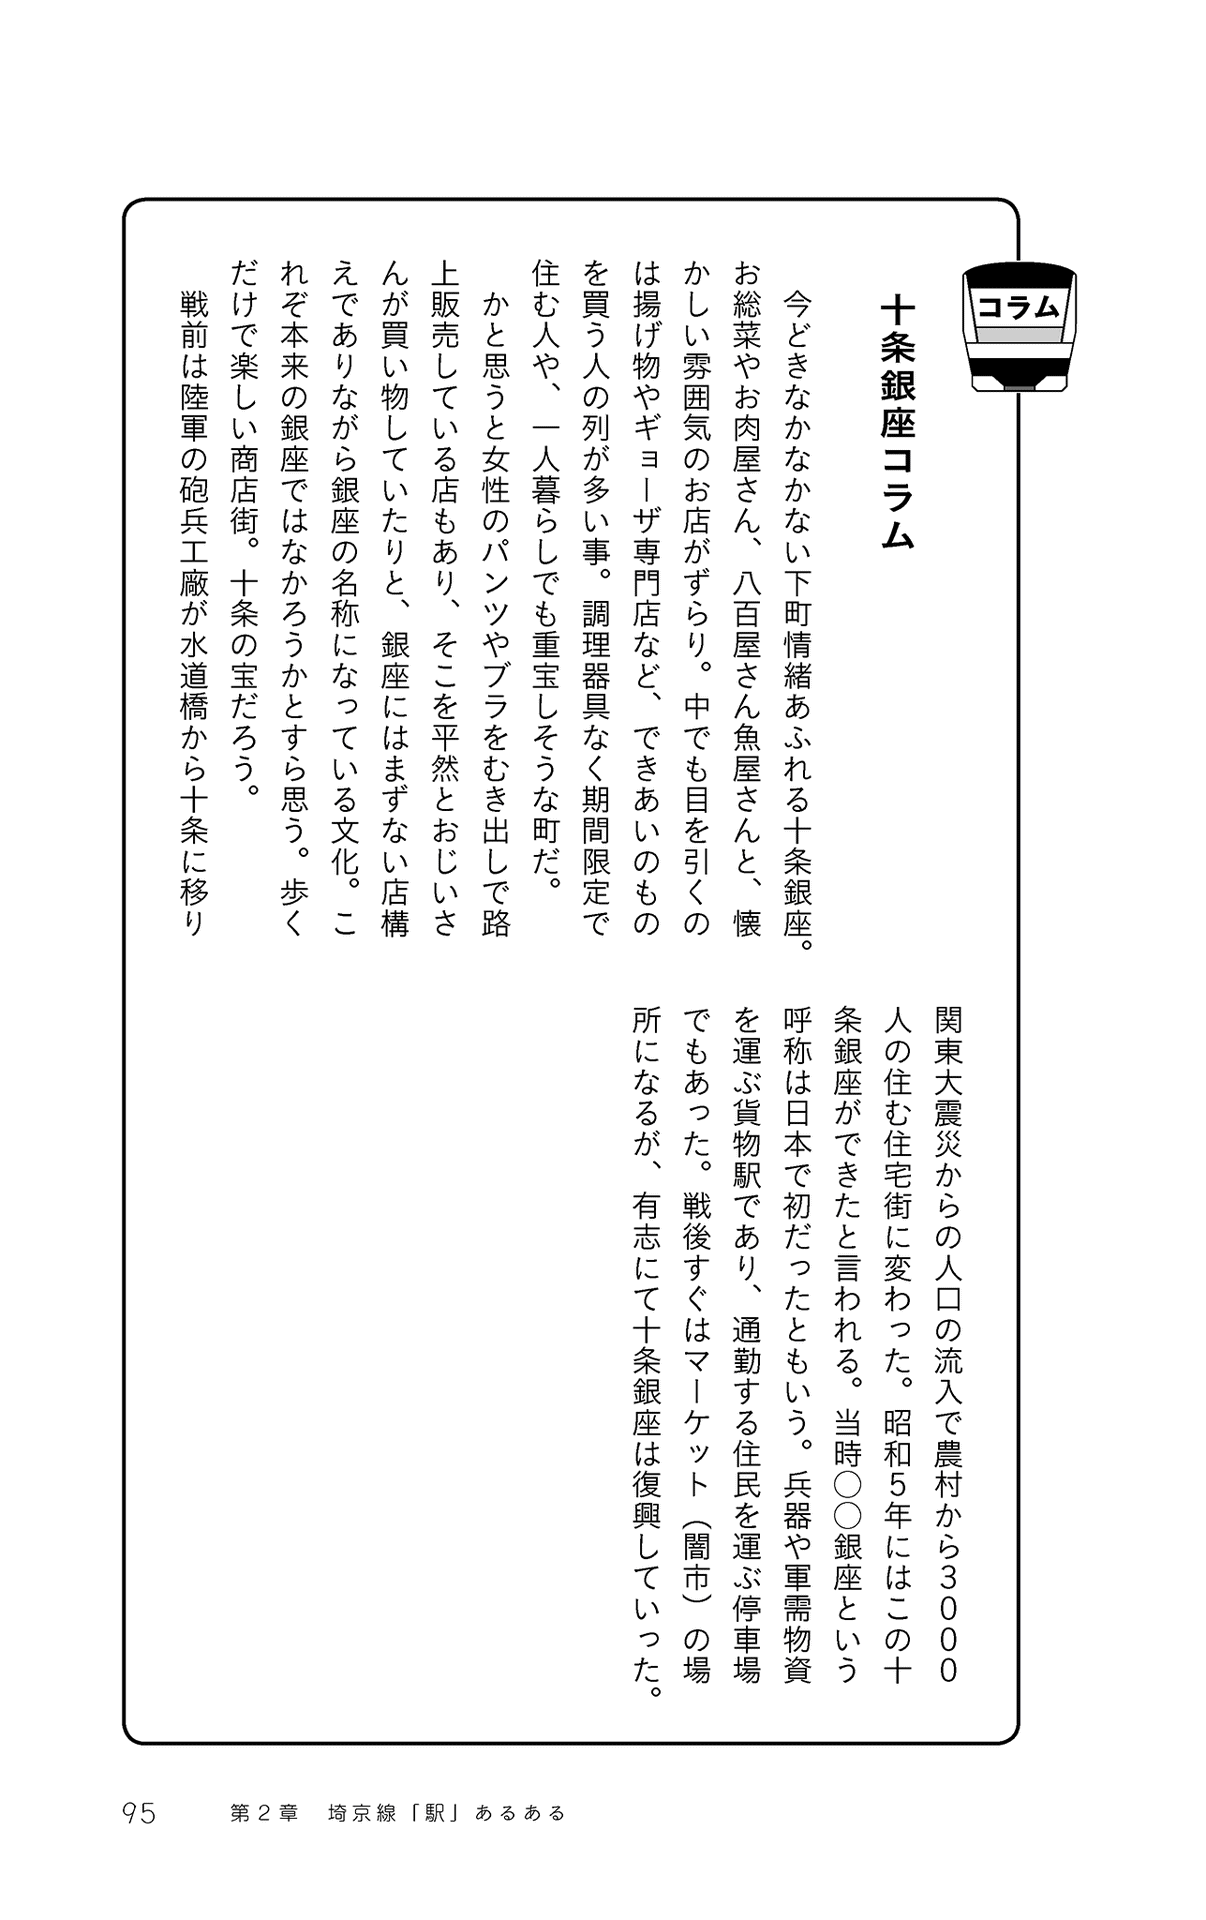 コラム
十条銀座コラム
今どきなかなかない下町情緒あふれる十条銀座。
お総菜やお肉屋さん、八百屋さん魚屋さんと、懐
かしい雰囲気のお店がずらり。中でも目を引くの
は揚げ物やギョーザ専門店など、できあいのもの
を買う人の列が多い事。調理器具なく期間限定で
住む人や、一人暮らしでも重宝しそうな町だ。
かと思うと女性のパンツやブラをむき出しで路
上販売している店もあり、そこを平然とおじいさ
んが買い物していたりと、銀座にはまずない店構
えでありながら銀座の名称になっている文化。こ
れぞ本来の銀座ではなかろうかとすら思う。歩く
だけで楽しい商店街。十条の宝だろう。
戦前は陸軍の砲兵工廠が水道橋から十条に移り
関東大震災からの人口の流入で農村から3000
人の住む住宅街に変わった。昭和5年にはこの十
条銀座ができたと言われる。当時〇〇銀座という
呼称は日本で初だったともいう。兵器や軍需物資
を運ぶ貨物駅であり、通勤する住民を運ぶ停車場
でもあった。戦後すぐはマーケット（闇市）の場
所になるが、有志にて十条銀座は復興していった。
95 第2章 埼京線「駅」あるある